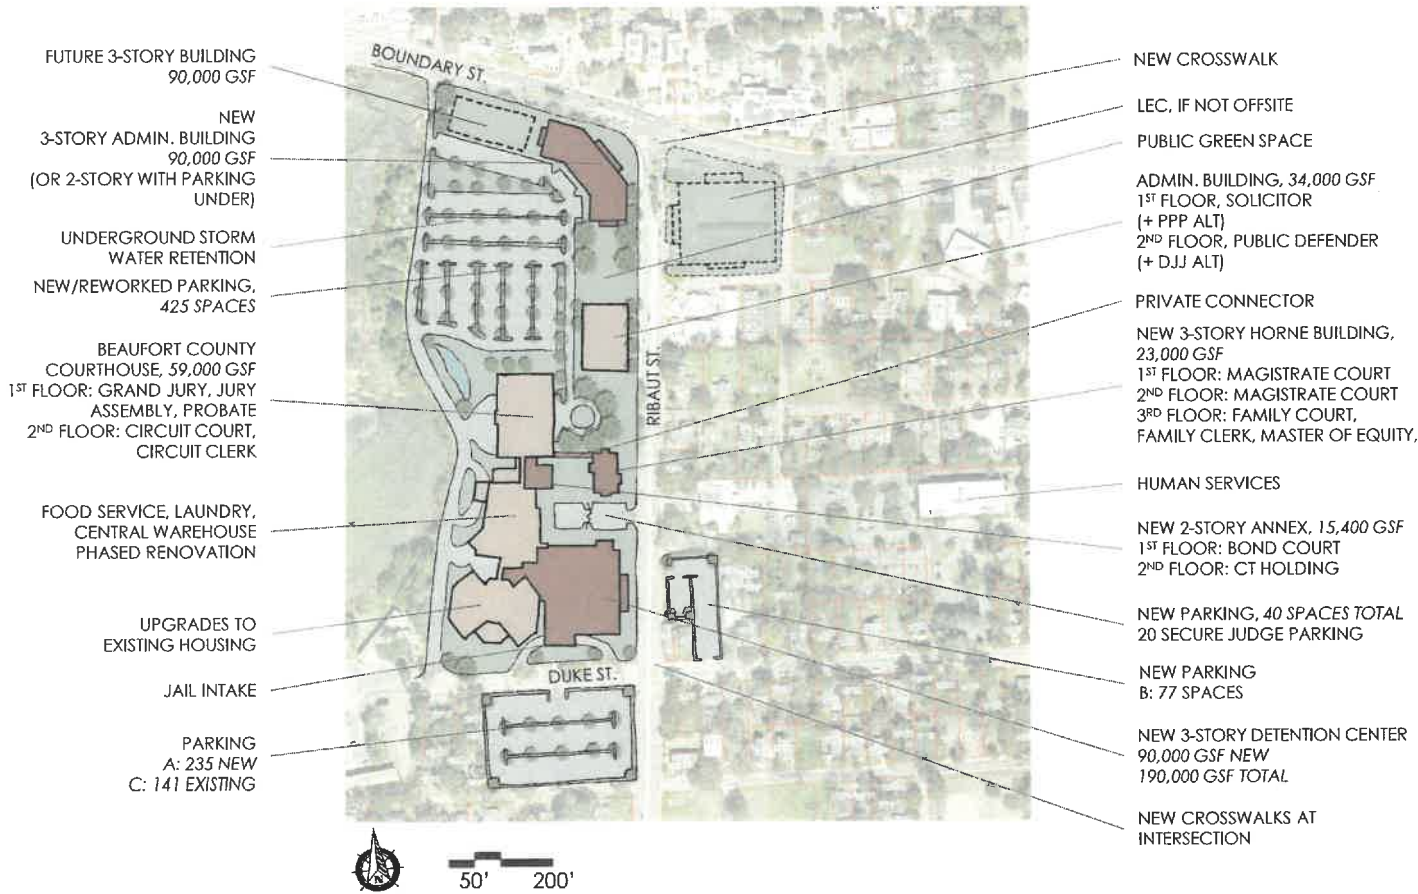 FUTURE 3-STORY BUILDING
90,000 GSF
NEW
3-STORY ADMIN. BUILDING
90,000 GSF
(OR 2-STORY WITH PARKING
UNDER)
UNDERGROUND STORM
WATER RETENTION
NEW/REWORKED PARKING,
425 SPACES
BEAUFORT COUNTY
COURTHOUSE, 59,000 GSF
1ST FLOOR: GRAND JURY, JURY
ASSEMBLY, PROBATE
2ND FLOOR: CIRCUIT COURT,
CIRCUIT CLERK
FOOD SERVICE, LAUNDRY,
CENTRAL WAREHOUSE
PHASED RENOVATION
UPGRADES TO
EXISTING HOUSING
JAIL INTAKE
PARKING
A: 235 NEW
C: 141 EXISTING
BOUNDARY ST.
RIBAUT ST.
DUKE ST.
NEW CROSSWALK
LEC, IF NOT OFFSITE
PUBLIC GREEN SPACE
ADMIN. BUILDING, 34,000 GSF
1ST FLOOR, SOLICITOR
(+ PPP ALT)
2ND FLOOR, PUBLIC DEFENDER
(+ DJJ ALT)
PRIVATE CONNECTOR
NEW 3-STORY HORNE BUILDING,
23,000 GSF
1ST FLOOR: MAGISTRATE COURT
2ND FLOOR: MAGISTRATE COURT
3RD FLOOR: FAMILY COURT,
FAMILY CLERK, MASTER OF EQUITY,
HUMAN SERVICES
NEW 2-STORY ANNEX, 15,400 GSF
1ST FLOOR: BOND COURT
2ND FLOOR: CT HOLDING
NEW PARKING, 40 SPACES TOTAL
20 SECURE JUDGE PARKING
NEW PARKING
B: 77 SPACES
NEW 3-STORY DETENTION CENTER
90,000 GSF NEW
190,000 GSF TOTAL
NEW CROSSWALKS AT
INTERSECTION
50' 200'